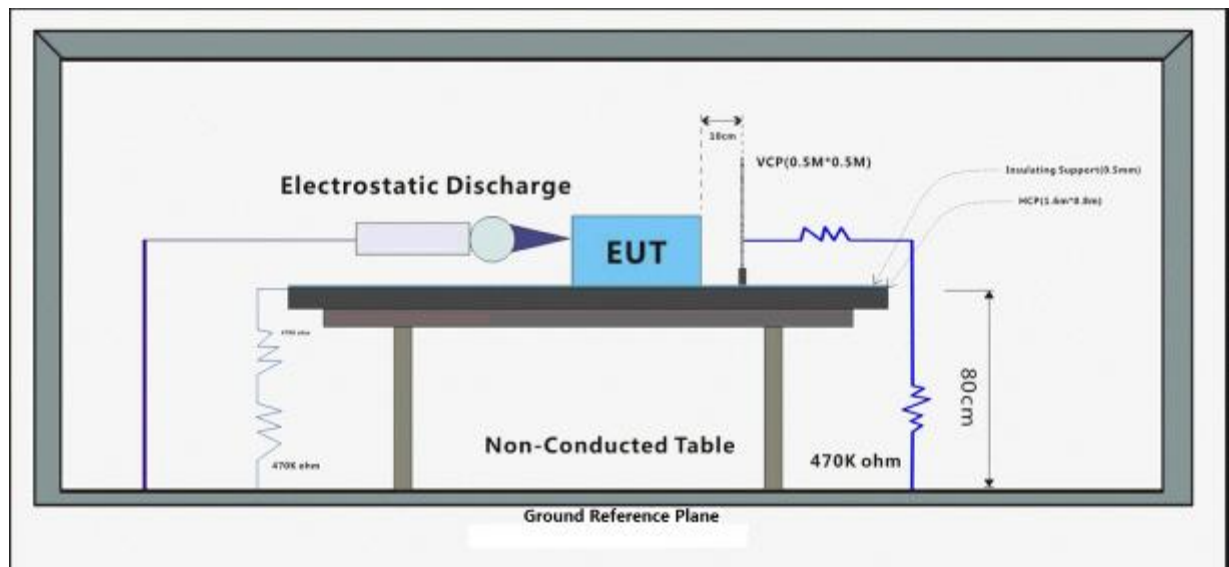 10cm
VCP(0.5M*0.5M)
Insulating Support(0.5mm)
Electrostatic Discharge
HCP(1.6m*0.8m)
EUT
470K ohm
80cm
Non-Conducted Table
470K ohm
470K ohm
Ground Reference Plane